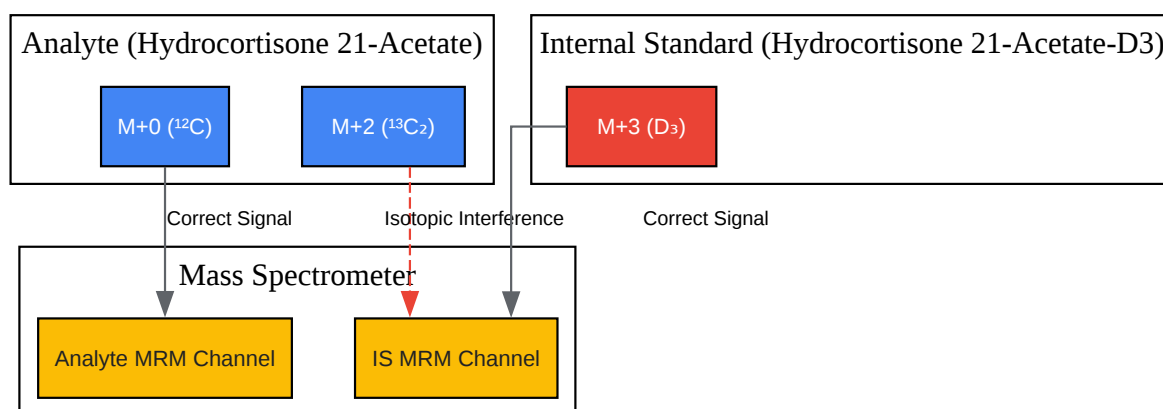 Analyte (Hydrocortisone 21-Acetate)
Internal Standard (Hydrocortisone 21-Acetate-D3)
M+0 (¹²C)
M+2 (¹³C₂)
M+3 (D₃)
Correct Signal
Isotopic Interference
Correct Signal
Mass Spectrometer
Analyte MRM Channel
IS MRM Channel